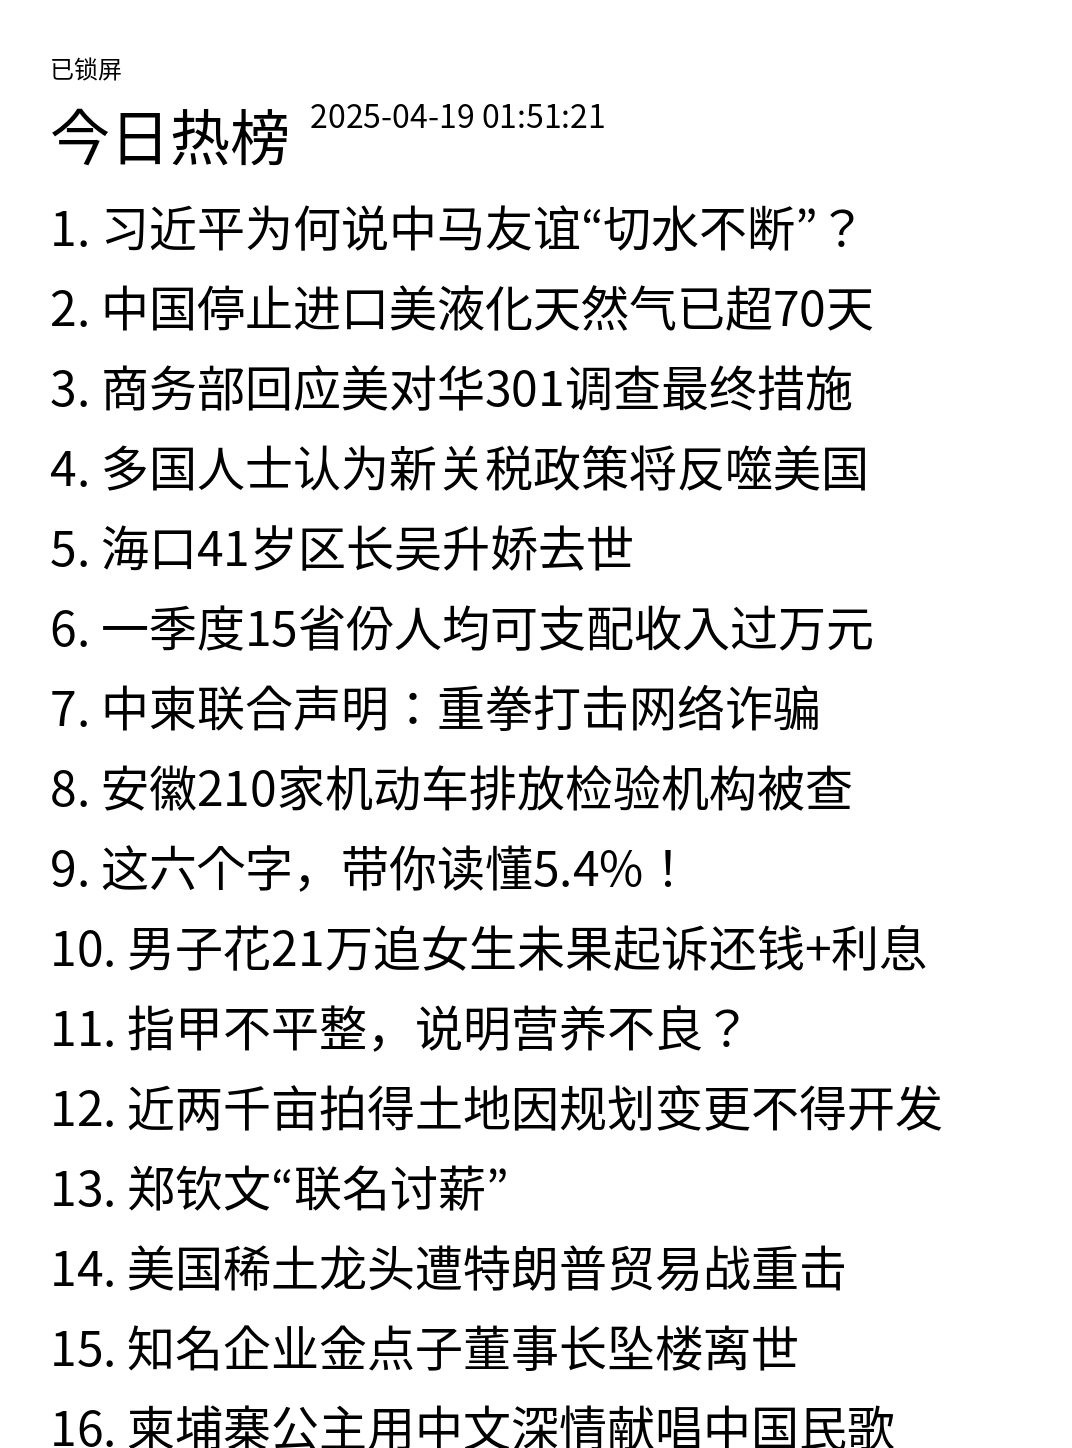 已锁屏
今日热榜 2025-04-19 01:51:21
1. 习近平为何说中马友谊“切水不断”？
2. 中国停止进口美液化天然气已超70天
3. 商务部回应美对华301调查最终措施
4. 多国人士认为新关税政策将反噬美国
5. 海口41岁区长吴升娇去世
6. 一季度15省份人均可支配收入过万元
7. 中柬联合声明：重拳打击网络诈骗
8. 安徽210家机动车排放检验机构被查
9. 这六个字，带你读懂5.4%！
10. 男子花21万追女生未果起诉还钱+利息
11. 指甲不平整，说明营养不良？
12. 近两千亩拍得土地因规划变更不得开发
13. 郑钦文“联名讨薪”
14. 美国稀土龙头遭特朗普贸易战重击
15. 知名企业金点子董事长坠楼离世
16. 柬埔寨公主用中文深情献唱中国民歌